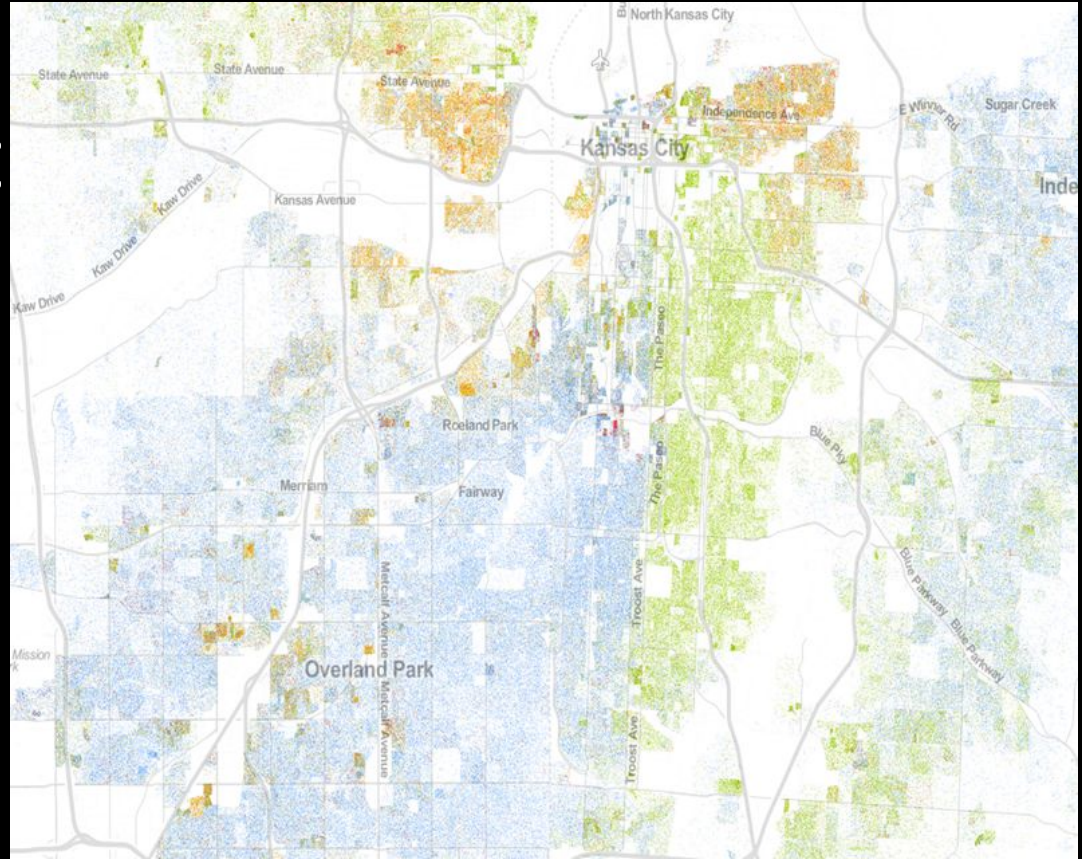 Bu
North Kansas City
State Avenue
State Avenue
State Avenue
Independence Ave
E Winner Rd
Sugar Creek
Kansas City
Inde
Kaw Drive
Kansas Avenue
Kaw Drive
Kaw Drive
The Paseo
Roeland Park
Blue Pky
The Paseo
Merriam
Fairway
Metcalf Avenue
Troost Ave
Blue Parkway
Blue Parkway
Mission
Overland Park
Metcalf Avenue
Troost Ave